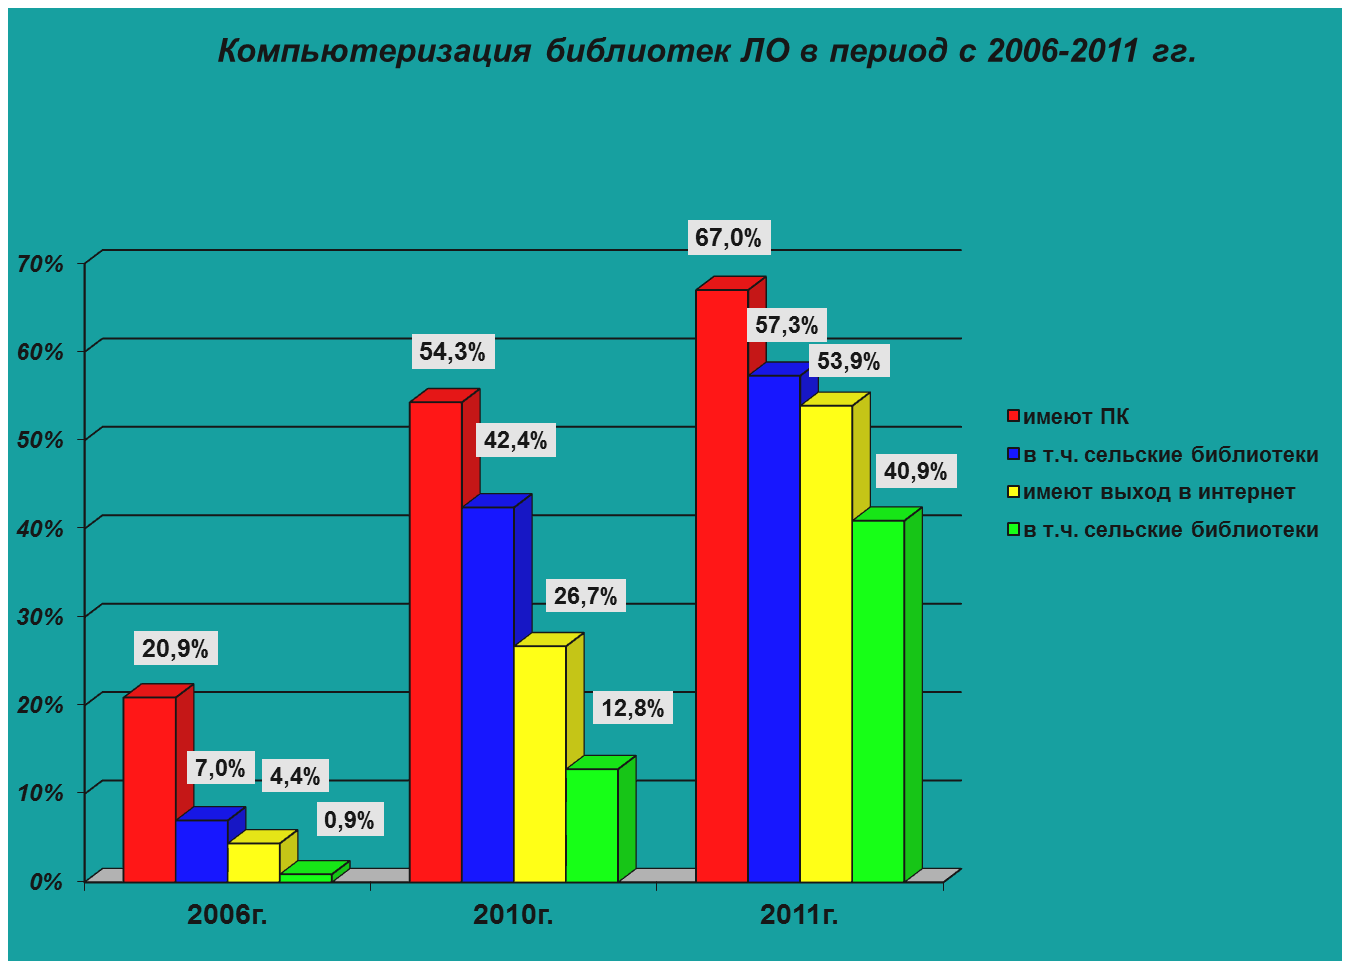 Компьютеризация библиотек ЛО в период с 2006-2011 гг.
67,0%
70%
57,3%
60%
54,3%
53,9%
50%
42,4%
40,9%
имеют ПК
в т.ч. сельские библиотеки
имеют выход в интернет
в т.ч. сельские библиотеки
40%
26,7%
30%
20,9%
20%
12,8%
7,0%
4,4%
10%
0,9%
0%
2006г.
2010г.
2011г.